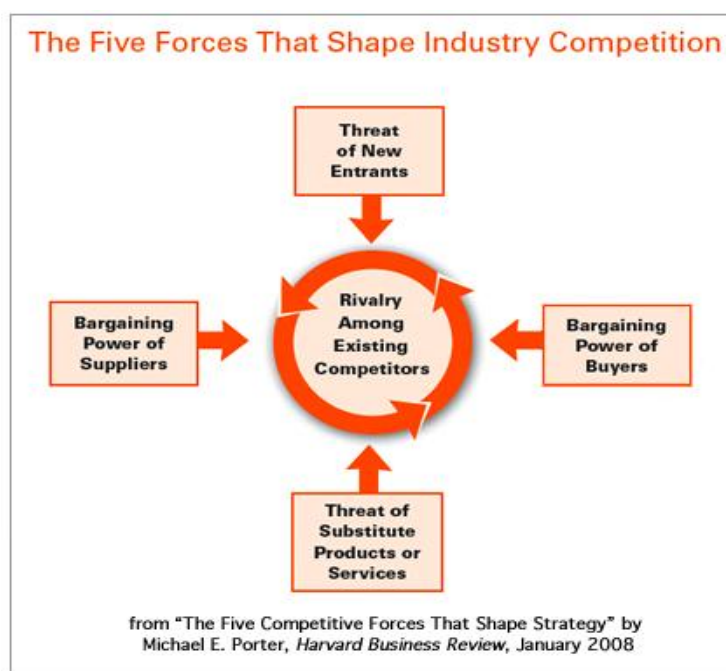 The Five Forces That Shape Industry Competition
Threat
of New
Entrants
Bargaining
Power of
Suppliers
Rivalry
Among
Existing
Competitors
Bargaining
Power of
Buyers
Threat of
Substitute
Products or
Services
from “The Five Competitive Forces That Shape Strategy” by
Michael E. Porter, Harvard Business Review, January 2008